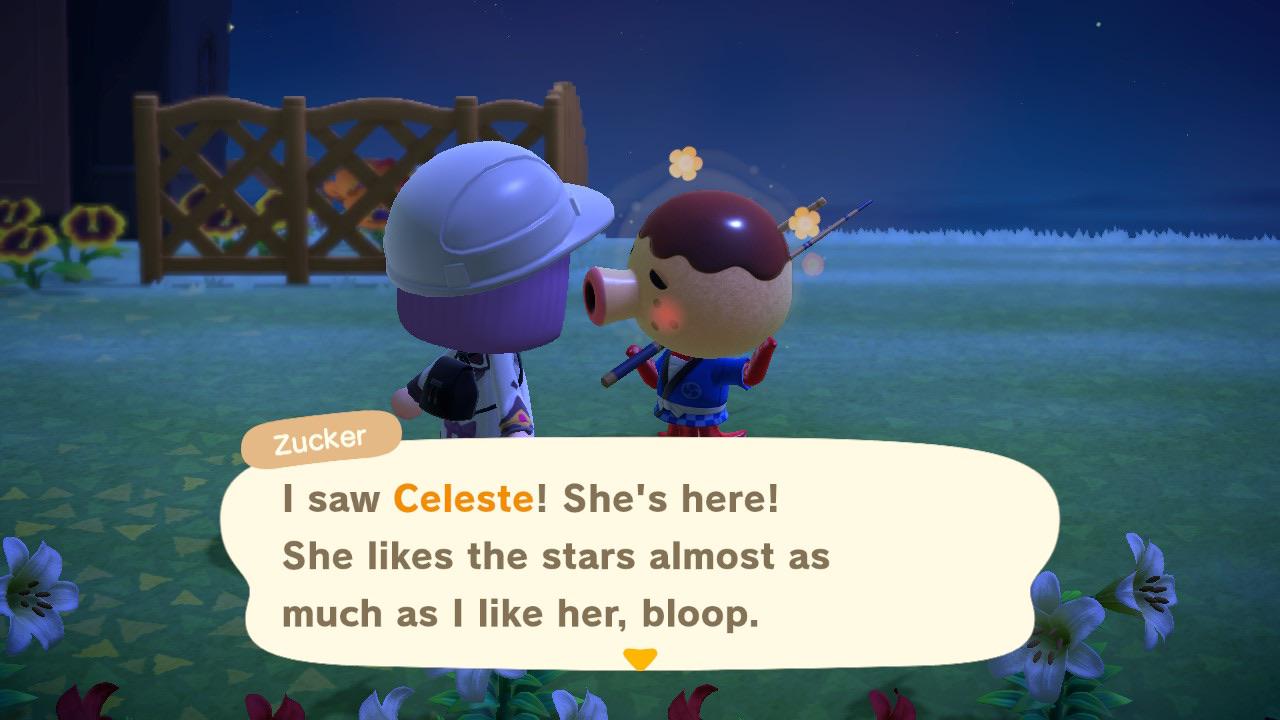 Zucker
I saw Celeste! She's here!
She likes the stars almost as
much as I like her, bloop.